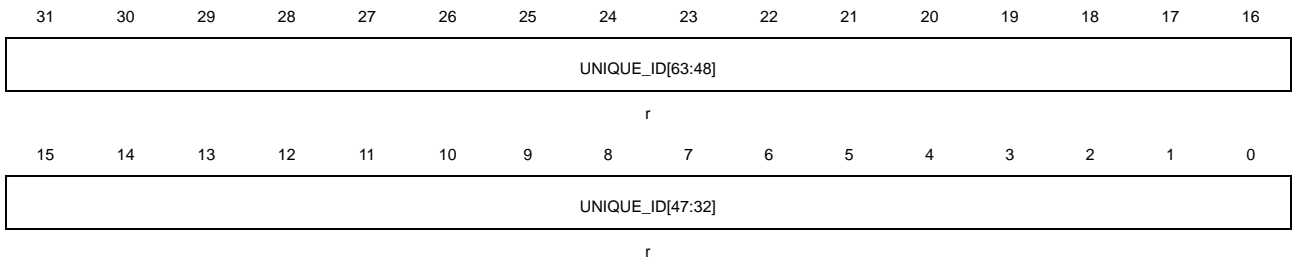 31 30 29 28 27 26 25 24 23 22 21 20 19 18 17 16
UNIQUE_ID[63:48]
r
15 14 13 12 11 10 9 8 7 6 5 4 3 2 1 0
UNIQUE_ID[47:32]
r